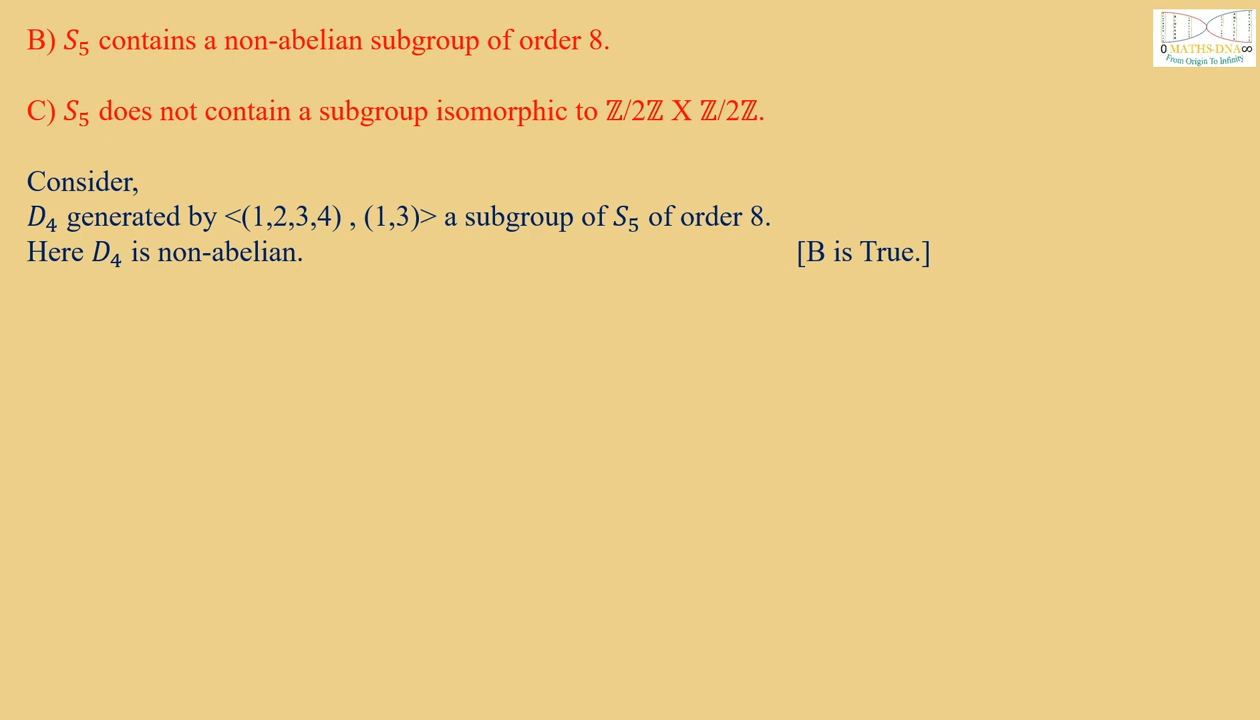 B) 𝑆₅ contains a non-abelian subgroup of order 8.
0 MATHS-DNA∞
From Origin To Infinity
C) 𝑆₅ does not contain a subgroup isomorphic to ℤ/2ℤ X ℤ/2ℤ.
Consider,
𝐷₄ generated by <(1,2,3,4) , (1,3)> a subgroup of 𝑆₅ of order 8.
Here 𝐷₄ is non-abelian. [B is True.]